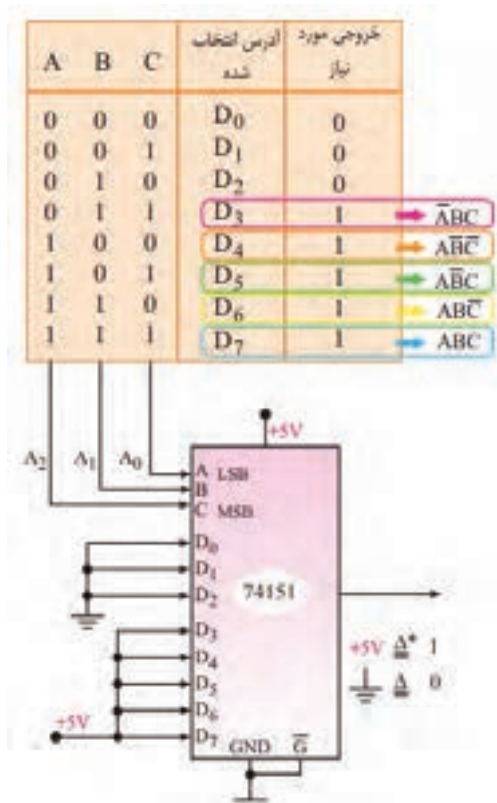 A B C آدرس انتخاب شده خروجی مورد نیاز
0 0 0 D₀ 0
0 0 1 D₁ 0
0 1 0 D₂ 0
0 1 1 D₃ 1 A̅BC
1 0 0 D₄ 1 AB̅C̅
1 0 1 D₅ 1 AB̅C
1 1 0 D₆ 1 ABC̅
1 1 1 D₇ 1 ABC
+5V
A₂ A₁ A₀
A LSB
B
C MSB
D₀
D₁
D₂ 74151
D₃ +5V ≙* 1
D₄ ≙ 0
D₅
D₆
+5V D₇
GND G̅